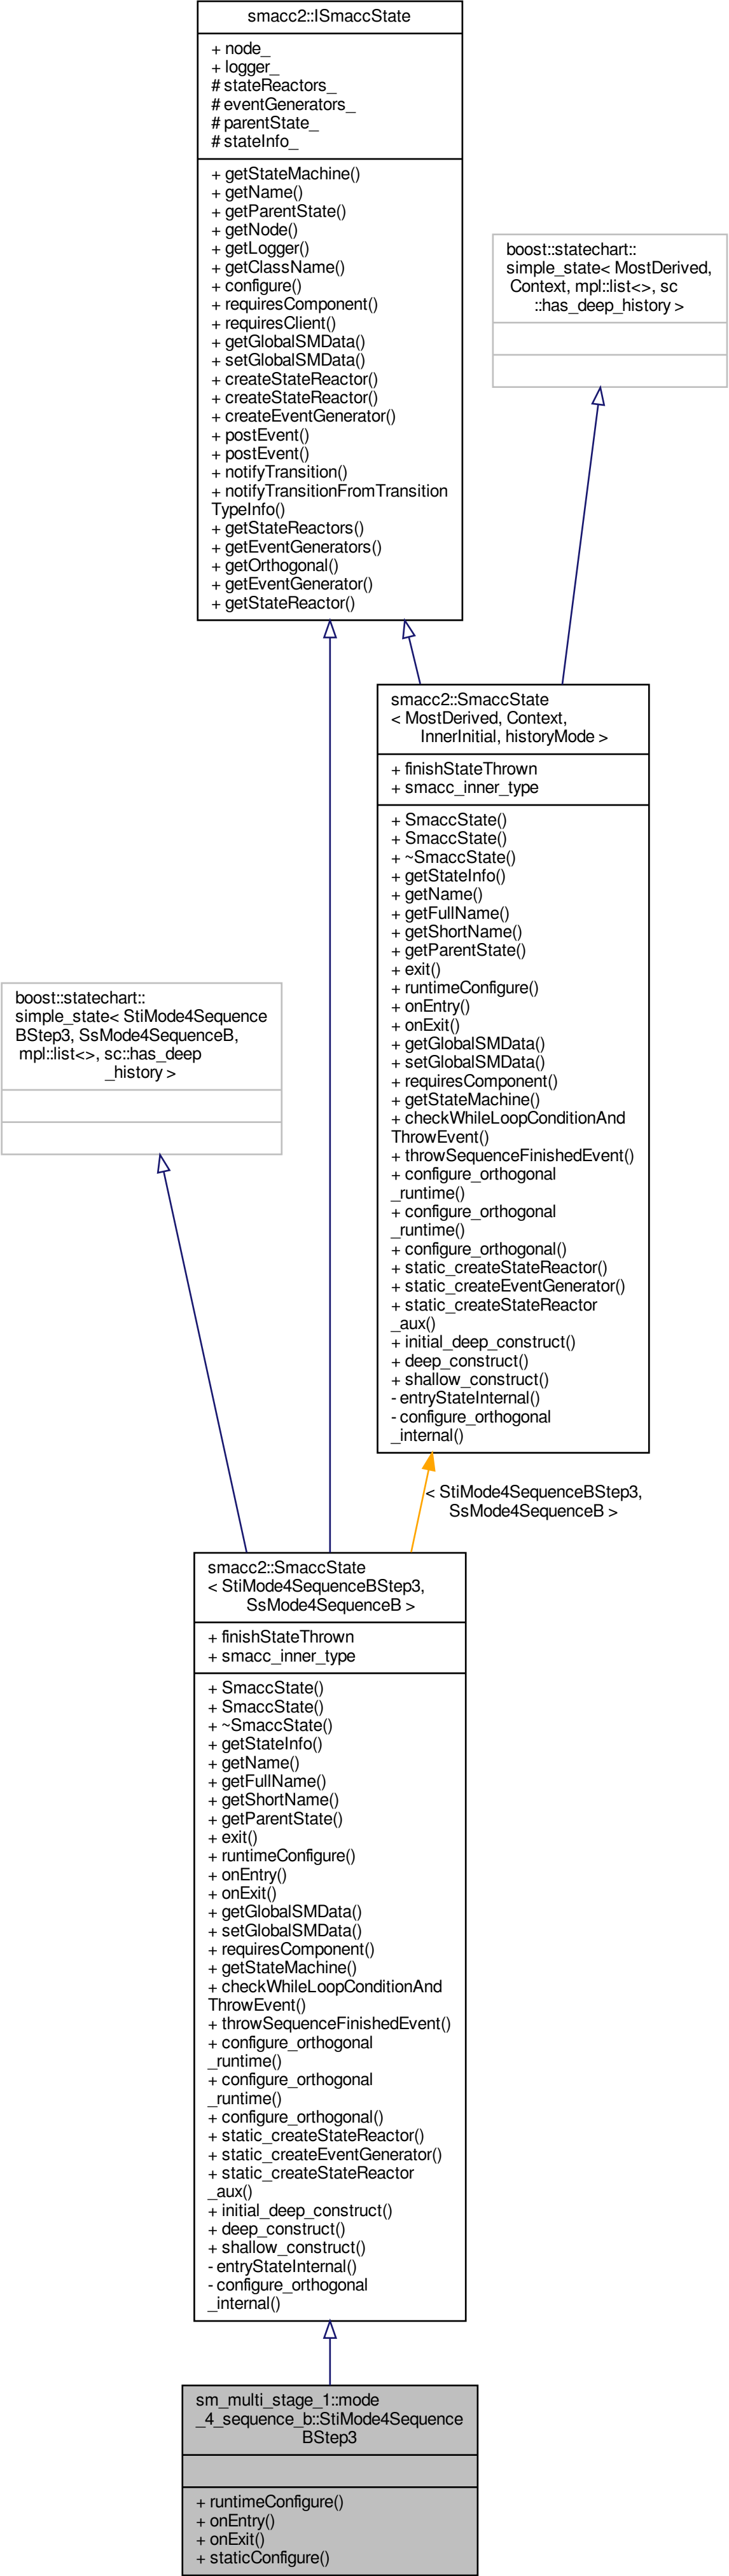 smacc2::ISmaccState
+ node_
+ logger_
# stateReactors_
# eventGenerators_
# parentState_
# stateInfo_
+ getStateMachine()
+ getName()
+ getParentState()
+ getNode()
+ getLogger()
+ getClassName()
+ configure()
+ requiresComponent()
+ requiresClient()
+ getGlobalSMData()
+ setGlobalSMData()
+ createStateReactor()
+ createStateReactor()
+ createEventGenerator()
+ postEvent()
+ postEvent()
+ notifyTransition()
+ notifyTransitionFromTransition
TypeInfo()
+ getStateReactors()
+ getEventGenerators()
+ getOrthogonal()
+ getEventGenerator()
+ getStateReactor()
boost::statechart::
simple_state< MostDerived,
Context, mpl::list<>, sc
::has_deep_history >
smacc2::SmaccState
< MostDerived, Context,
InnerInitial, historyMode >
+ finishStateThrown
+ smacc_inner_type
+ SmaccState()
+ SmaccState()
+ ~SmaccState()
+ getStateInfo()
+ getName()
+ getFullName()
+ getShortName()
+ getParentState()
+ exit()
+ runtimeConfigure()
+ onEntry()
+ onExit()
+ getGlobalSMData()
+ setGlobalSMData()
+ requiresComponent()
+ getStateMachine()
+ checkWhileLoopConditionAnd
ThrowEvent()
+ throwSequenceFinishedEvent()
+ configure_orthogonal
_runtime()
+ configure_orthogonal
_runtime()
+ configure_orthogonal()
+ static_createStateReactor()
+ static_createEventGenerator()
+ static_createStateReactor
_aux()
+ initial_deep_construct()
+ deep_construct()
+ shallow_construct()
- entryStateInternal()
- configure_orthogonal
_internal()
boost::statechart::
simple_state< StiMode4Sequence
BStep3, SsMode4SequenceB,
mpl::list<>, sc::has_deep
_history >
< StiMode4SequenceBStep3,
SsMode4SequenceB >
smacc2::SmaccState
< StiMode4SequenceBStep3,
SsMode4SequenceB >
+ finishStateThrown
+ smacc_inner_type
+ SmaccState()
+ SmaccState()
+ ~SmaccState()
+ getStateInfo()
+ getName()
+ getFullName()
+ getShortName()
+ getParentState()
+ exit()
+ runtimeConfigure()
+ onEntry()
+ onExit()
+ getGlobalSMData()
+ setGlobalSMData()
+ requiresComponent()
+ getStateMachine()
+ checkWhileLoopConditionAnd
ThrowEvent()
+ throwSequenceFinishedEvent()
+ configure_orthogonal
_runtime()
+ configure_orthogonal
_runtime()
+ configure_orthogonal()
+ static_createStateReactor()
+ static_createEventGenerator()
+ static_createStateReactor
_aux()
+ initial_deep_construct()
+ deep_construct()
+ shallow_construct()
- entryStateInternal()
- configure_orthogonal
_internal()
sm_multi_stage_1::mode
_4_sequence_b::StiMode4Sequence
BStep3
+ runtimeConfigure()
+ onEntry()
+ onExit()
+ staticConfigure()